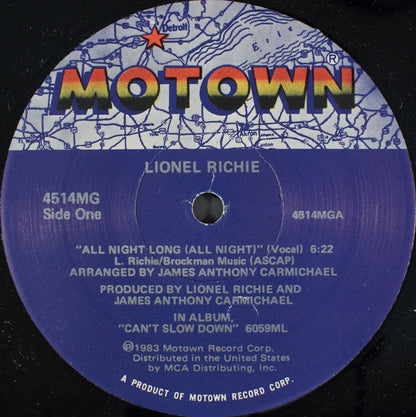 Detroit
MOTOWN®
LIONEL RICHIE
4514MG
Side One
4514MGA
"ALL NIGHT LONG (ALL NIGHT)" (Vocal) 6:22
L. Richie/Brockman Music (ASCAP)
ARRANGED BY JAMES ANTHONY CARMICHAEL
PRODUCED BY LIONEL RICHIE AND
JAMES ANTHONY CARMICHAEL
IN ALBUM,
"CAN'T SLOW DOWN" 6059ML
Ⓟ©1983 Motown Record Corp.
Distributed in the United States
by MCA Distributing, Inc.
A PRODUCT OF MOTOWN RECORD CORP.